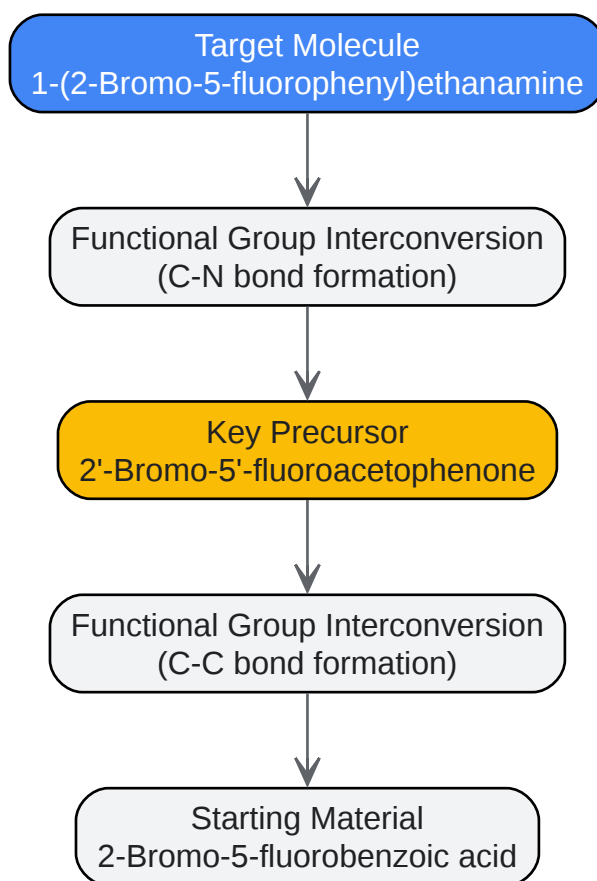 Target Molecule
1-(2-Bromo-5-fluorophenyl)ethanamine
Functional Group Interconversion
(C-N bond formation)
Key Precursor
2'-Bromo-5'-fluoroacetophenone
Functional Group Interconversion
(C-C bond formation)
Starting Material
2-Bromo-5-fluorobenzoic acid